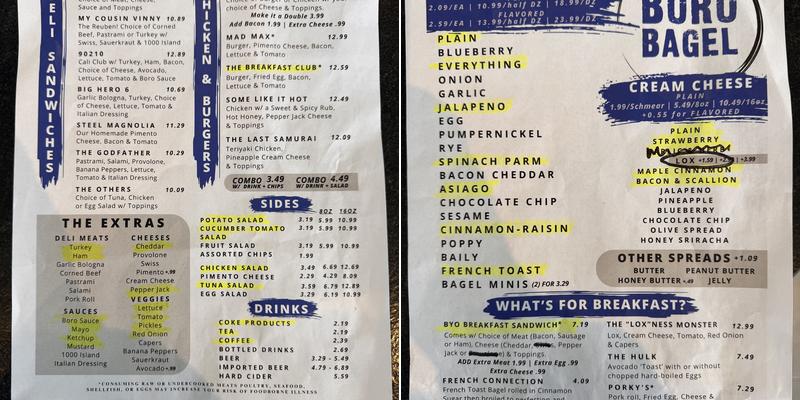 Sauce and Toppings
MY COUSIN VINNY 10.89
The Reuben! Choice of Corned
Beef, Pastrami or Turkey w/
Swiss, Sauerkraut & 1000 Island
90210 12.89
Cali Club w/ Turkey, Ham, Bacon,
Choice of Cheese, Avocado,
Lettuce, Tomato & Boro Sauce
BIG HERO 6 10.69
Garlic Bologna, Turkey, Choice
of Cheese, Lettuce, Tomato &
Italian Dressing
STEEL MAGNOLIA 11.29
Our Homemade Pimento
Cheese, Bacon & Tomato
THE GODFATHER 10.29
Pastrami, Salami, Provolone,
Banana Peppers, Lettuce,
Tomato & Italian Dressing
THE OTHERS 10.09
Choice of Tuna, Chicken
or Egg Salad w/ Toppings
ELI SANDWICHES
HICKEN & BURGERS
Make it a Double 3.99
Add Bacon 1.99 | Extra Cheese .99
MAD MAX* 12.99
Burger, Pimento Cheese, Bacon,
Lettuce & Tomato
THE BREAKFAST CLUB* 12.59
Burger, Fried Egg, Bacon,
Lettuce & Tomato
SOME LIKE IT HOT 12.49
Chicken w/ a Sweet & Spicy Rub,
Hot Honey, Pepper Jack Cheese
& Toppings
THE LAST SAMURAI 12.09
Teriyaki Chicken,
Pineapple Cream Cheese
& Toppings
COMBO 3.49 COMBO 4.49
W/ DRINK + CHIPS W/ DRINK + SALAD
THE EXTRAS
DELI MEATS
Turkey
Ham
Garlic Bologna
Corned Beef
Pastrami
Salami
Pork Roll
SAUCES
Boro Sauce
Mayo
Ketchup
Mustard
1000 Island
Italian Dressing
CHEESES
Cheddar
Provolone
Swiss
Pimento +.99
Cream Cheese
Pepper Jack
VEGGIES
Lettuce
Tomato
Pickles
Red Onion
Capers
Banana Peppers
Sauerkraut
Avocado +.99
SIDES
8OZ 16OZ
POTATO SALAD 3.19 5.99 10.99
CUCUMBER TOMATO SALAD 3.19 5.99 10.99
FRUIT SALAD 3.19 5.99 10.99
ASSORTED CHIPS 1.99
CHICKEN SALAD 3.49 6.69 12.69
PIMENTO CHEESE 2.29 4.29 8.09
TUNA SALAD 3.59 6.79 12.89
EGG SALAD 3.29 6.19 10.99
DRINKS
COKE PRODUCTS 2.19
TEA 2.19
COFFEE 2.39
BOTTLED DRINKS 2.69
BEER 3.29 - 5.49
IMPORTED BEER 4.79 - 6.89
HARD CIDER 5.59
*CONSUMING RAW OR UNDERCOOKED MEATS POULTRY, SEAFOOD,
SHELLFISH, OR EGGS MAY INCREASE YOUR RISK OF FOODBORNE ILLNESS
2.09/EA | 10.99/half DZ | 18.99/DZ
FLAVORED
2.59/EA | 13.99/half DZ | 23.99/DZ
PLAIN
BLUEBERRY
EVERYTHING
ONION
GARLIC
JALAPENO
EGG
PUMPERNICKEL
RYE
SPINACH PARM
BACON CHEDDAR
ASIAGO
CHOCOLATE CHIP
SESAME
CINNAMON-RAISIN
POPPY
BAILY
FRENCH TOAST
BAGEL MINIS (2) FOR 3.29
BORO
BAGEL
CREAM CHEESE
PLAIN
1.99/Schmeer | 5.49/8oz | 10.49/16oz
+0.55 for FLAVORED
PLAIN
STRAWBERRY
LOX +1.59 | +3.99
MAPLE CINNAMON
BACON & SCALLION
JALAPENO
PINEAPPLE
BLUEBERRY
CHOCOLATE CHIP
OLIVE SPREAD
HONEY SRIRACHA
OTHER SPREADS +1.09
BUTTER PEANUT BUTTER
HONEY BUTTER +.49 JELLY
WHAT'S FOR BREAKFAST?
BYO BREAKFAST SANDWICH* 7.19
Comes w/ Choice of Meat (Bacon, Sausage
or Ham), Cheese (Cheddar, Pepper
Jack or) & Toppings.
ADD Extra Meat 1.99 | Extra Egg .99
Extra Cheese .99
FRENCH CONNECTION 4.09
French Toast Bagel rolled in Cinnamon
THE "LOX"NESS MONSTER 12.99
Lox, Cream Cheese, Tomato, Red Onion
& Capers
THE HULK 7.49
Avocado 'Toast' with or without
chopped hard-boiled Eggs
PORKY'S* 7.29